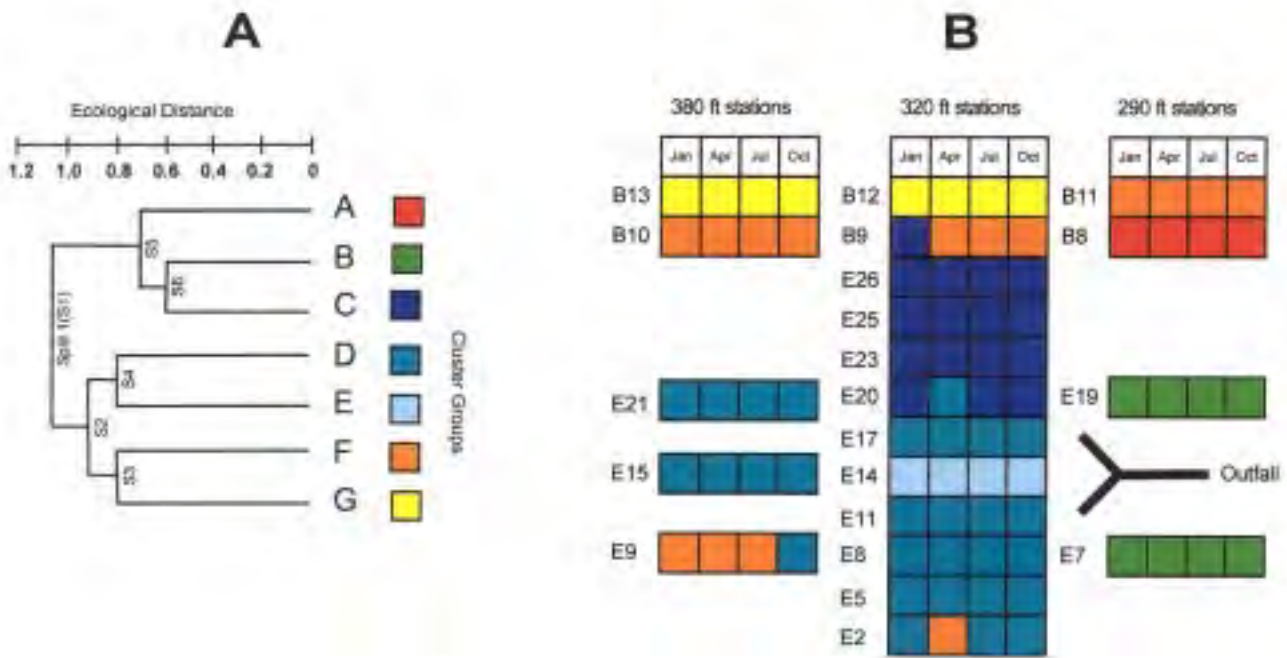 A
B
Ecological Distance
1.2 1.0 0.8 0.6 0.4 0.2 0
A
B
C
D
E
F
G
Split 1(S1)
S5
S6
S4
S2
S3
Cluster Groups
380 ft stations
Jan Apr Jul Oct
B13
B10
E21
E15
E9
320 ft stations
Jan Apr Jul Oct
B12
B9
E26
E25
E23
E20
E17
E14
E11
E8
E5
E2
290 ft stations
Jan Apr Jul Oct
B11
B8
E19
Outfall
E7